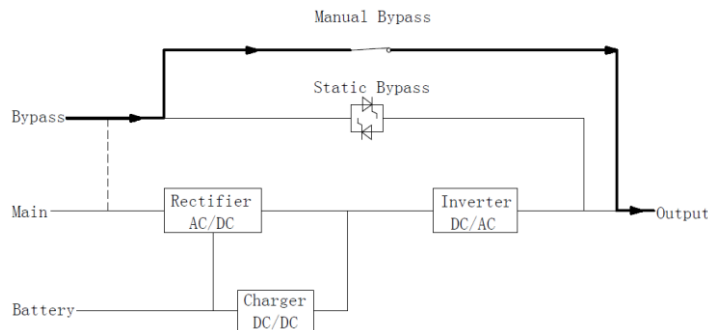 Manual Bypass
Static Bypass
Bypass
Main
Rectifier
AC/DC
Inverter
DC/AC
Output
Battery
Charger
DC/DC